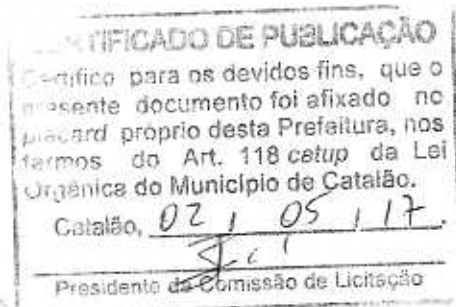 CERTIFICADO DE PUBLICAÇÃO
Certifico para os devidos fins, que o
presente documento foi afixado no
placard próprio desta Prefeitura, nos
termos do Art. 118 catup da Lei
Orgânica do Município de Catalão.
Catalão, 02 / 05 / 17.
Presidente da Comissão de Licitação